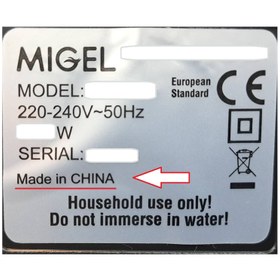 MIGEL
MODEL:
European
Standard
CE
220-240V~50Hz
W
SERIAL:
Made in CHINA
Household use only!
Do not immerse in water!